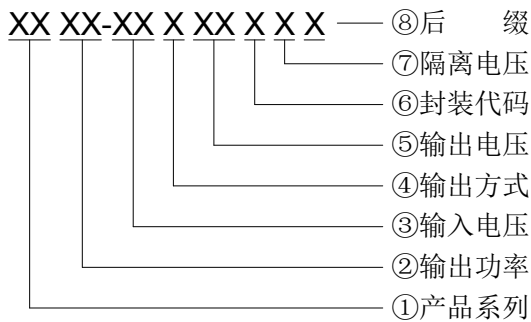 XX XX-XX X XX X X X
⑧后 缀
⑦隔离电压
⑥封装代码
⑤输出电压
④输出方式
③输入电压
②输出功率
①产品系列